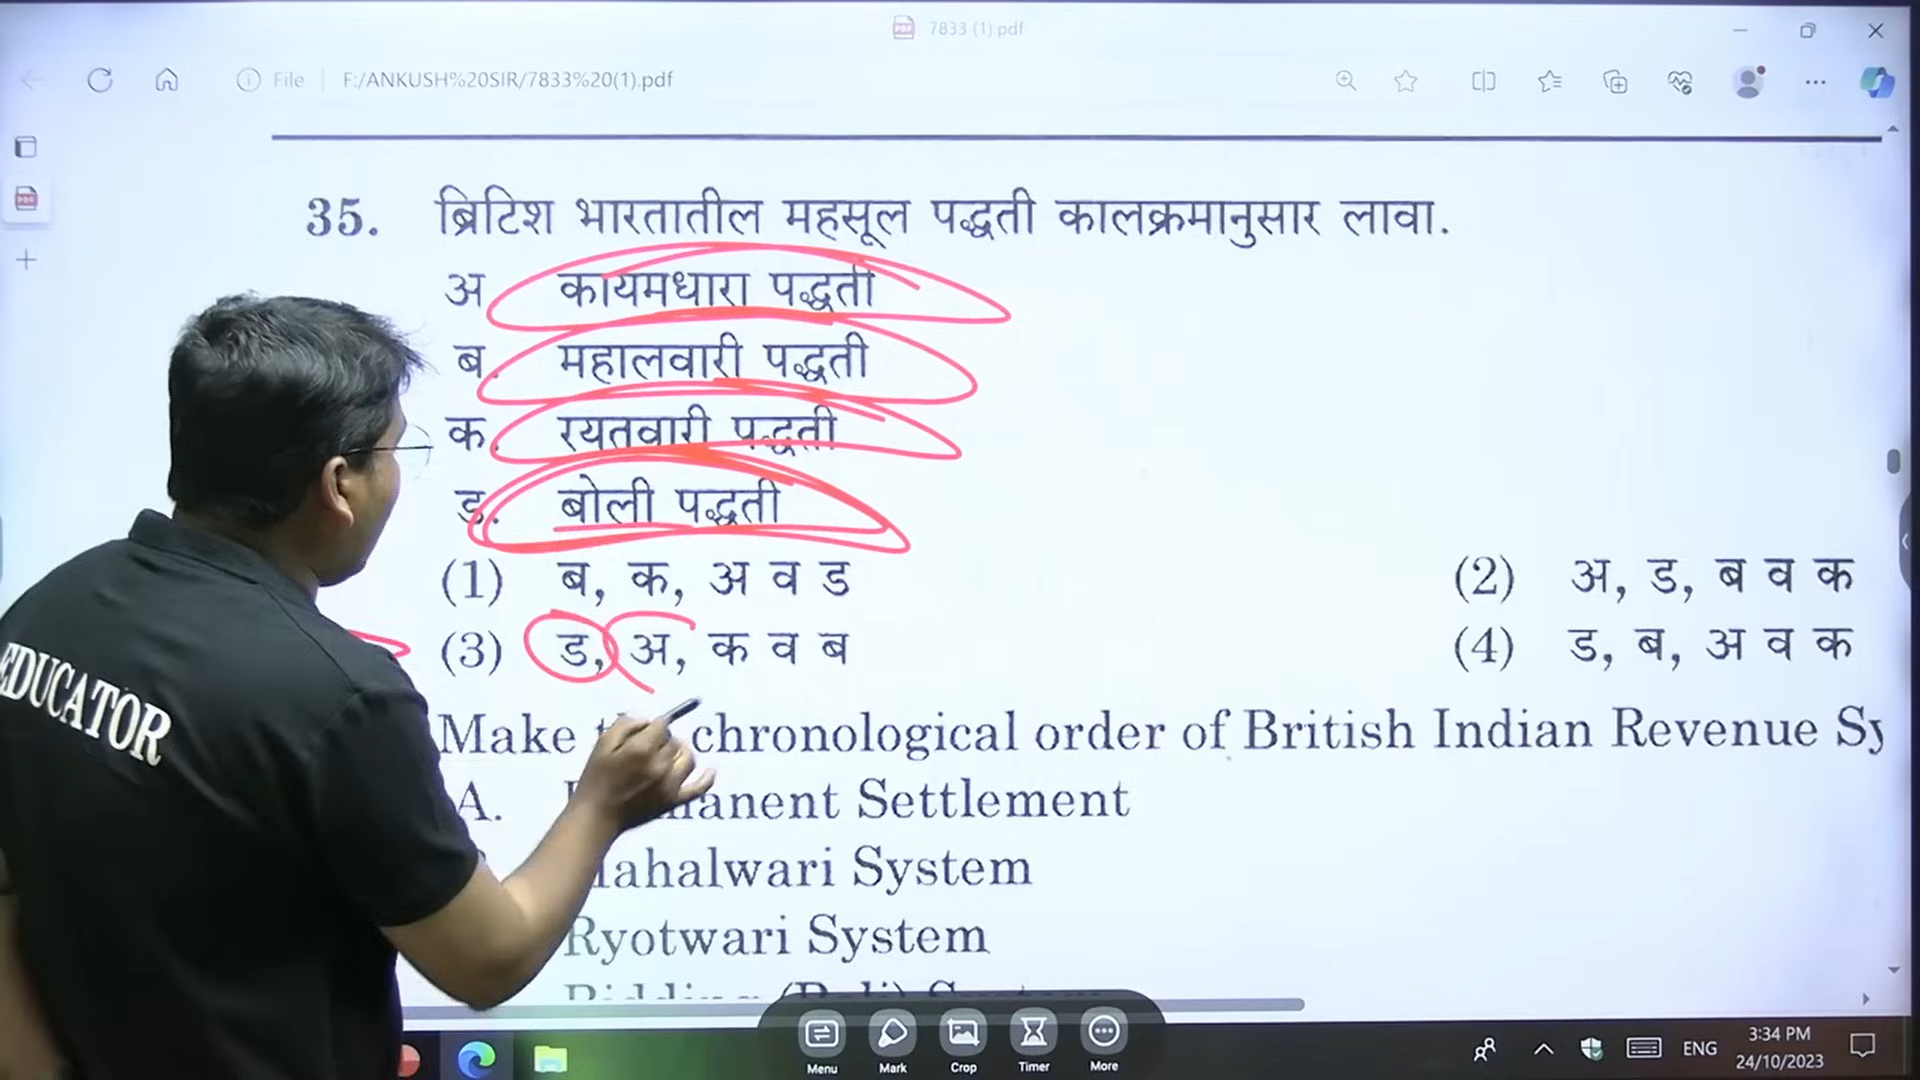 7833 (1).pdf
File F:/ANKUSH%20SIR/7833%20(1).pdf
35. ब्रिटिश भारतातील महसूल पद्धती कालक्रमानुसार लावा.
अ कायमधारा पद्धती
ब. महालवारी पद्धती
क. रयतवारी पद्धती
ड. बोली पद्धती
(1) ब, क, अ व ड (2) अ, ड, ब व क
(3) ड, अ, क व ब (4) ड, ब, अ व क
Make chronological order of British Indian Revenue
A. Settlement
System
Ryotwari System
EDUCATOR
Menu Mark Crop Timer More
ENG 3:34 PM
24/10/2023